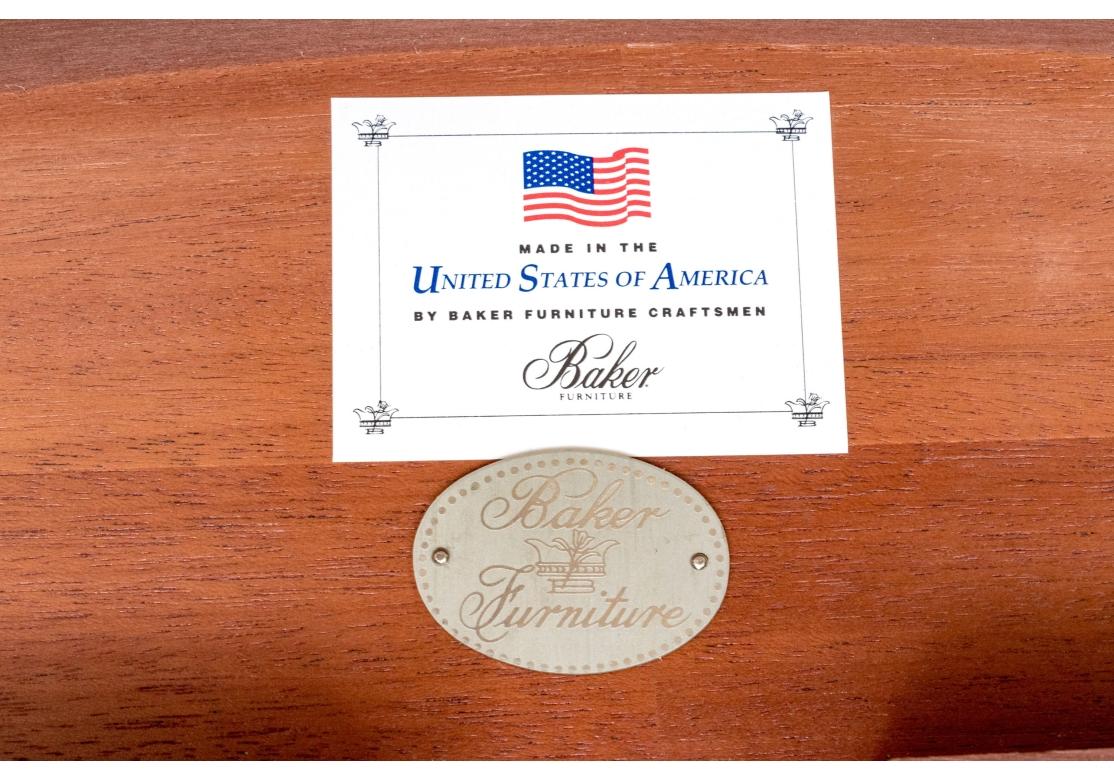 MADE IN THE
UNITED STATES OF AMERICA
BY BAKER FURNITURE CRAFTSMEN
Baker
FURNITURE
Baker
Furniture